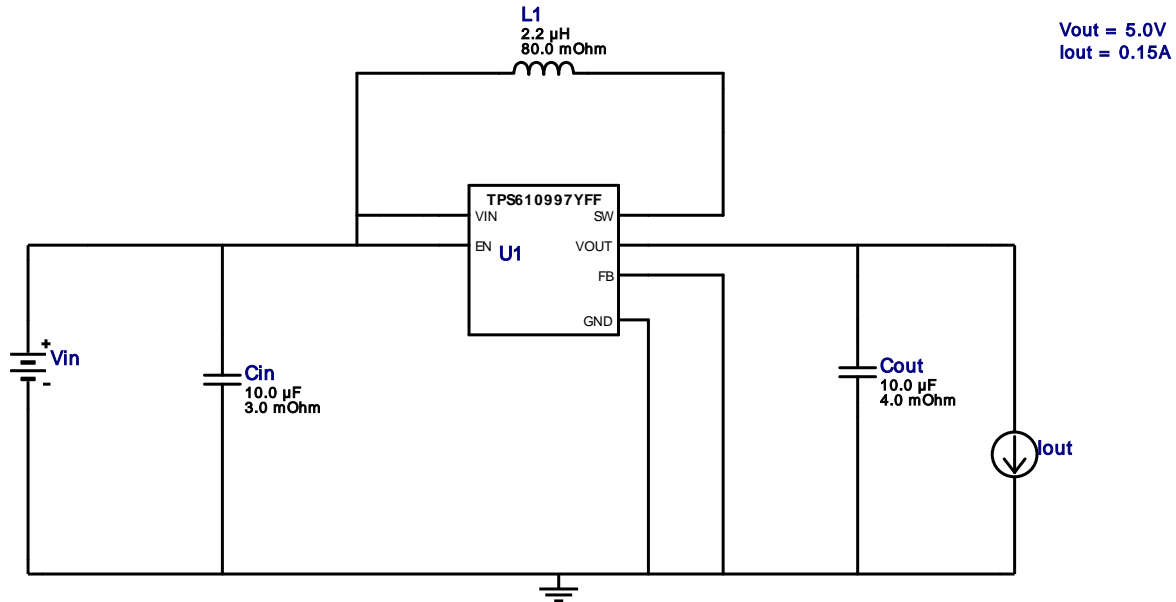 L1
2.2 µH
80.0 mOhm
Vout = 5.0V
Iout = 0.15A
TPS610997YFF
VIN
SW
EN
U1
VOUT
FB
GND
+
Vin
-
Cin
10.0 µF
3.0 mOhm
Cout
10.0 µF
4.0 mOhm
Iout